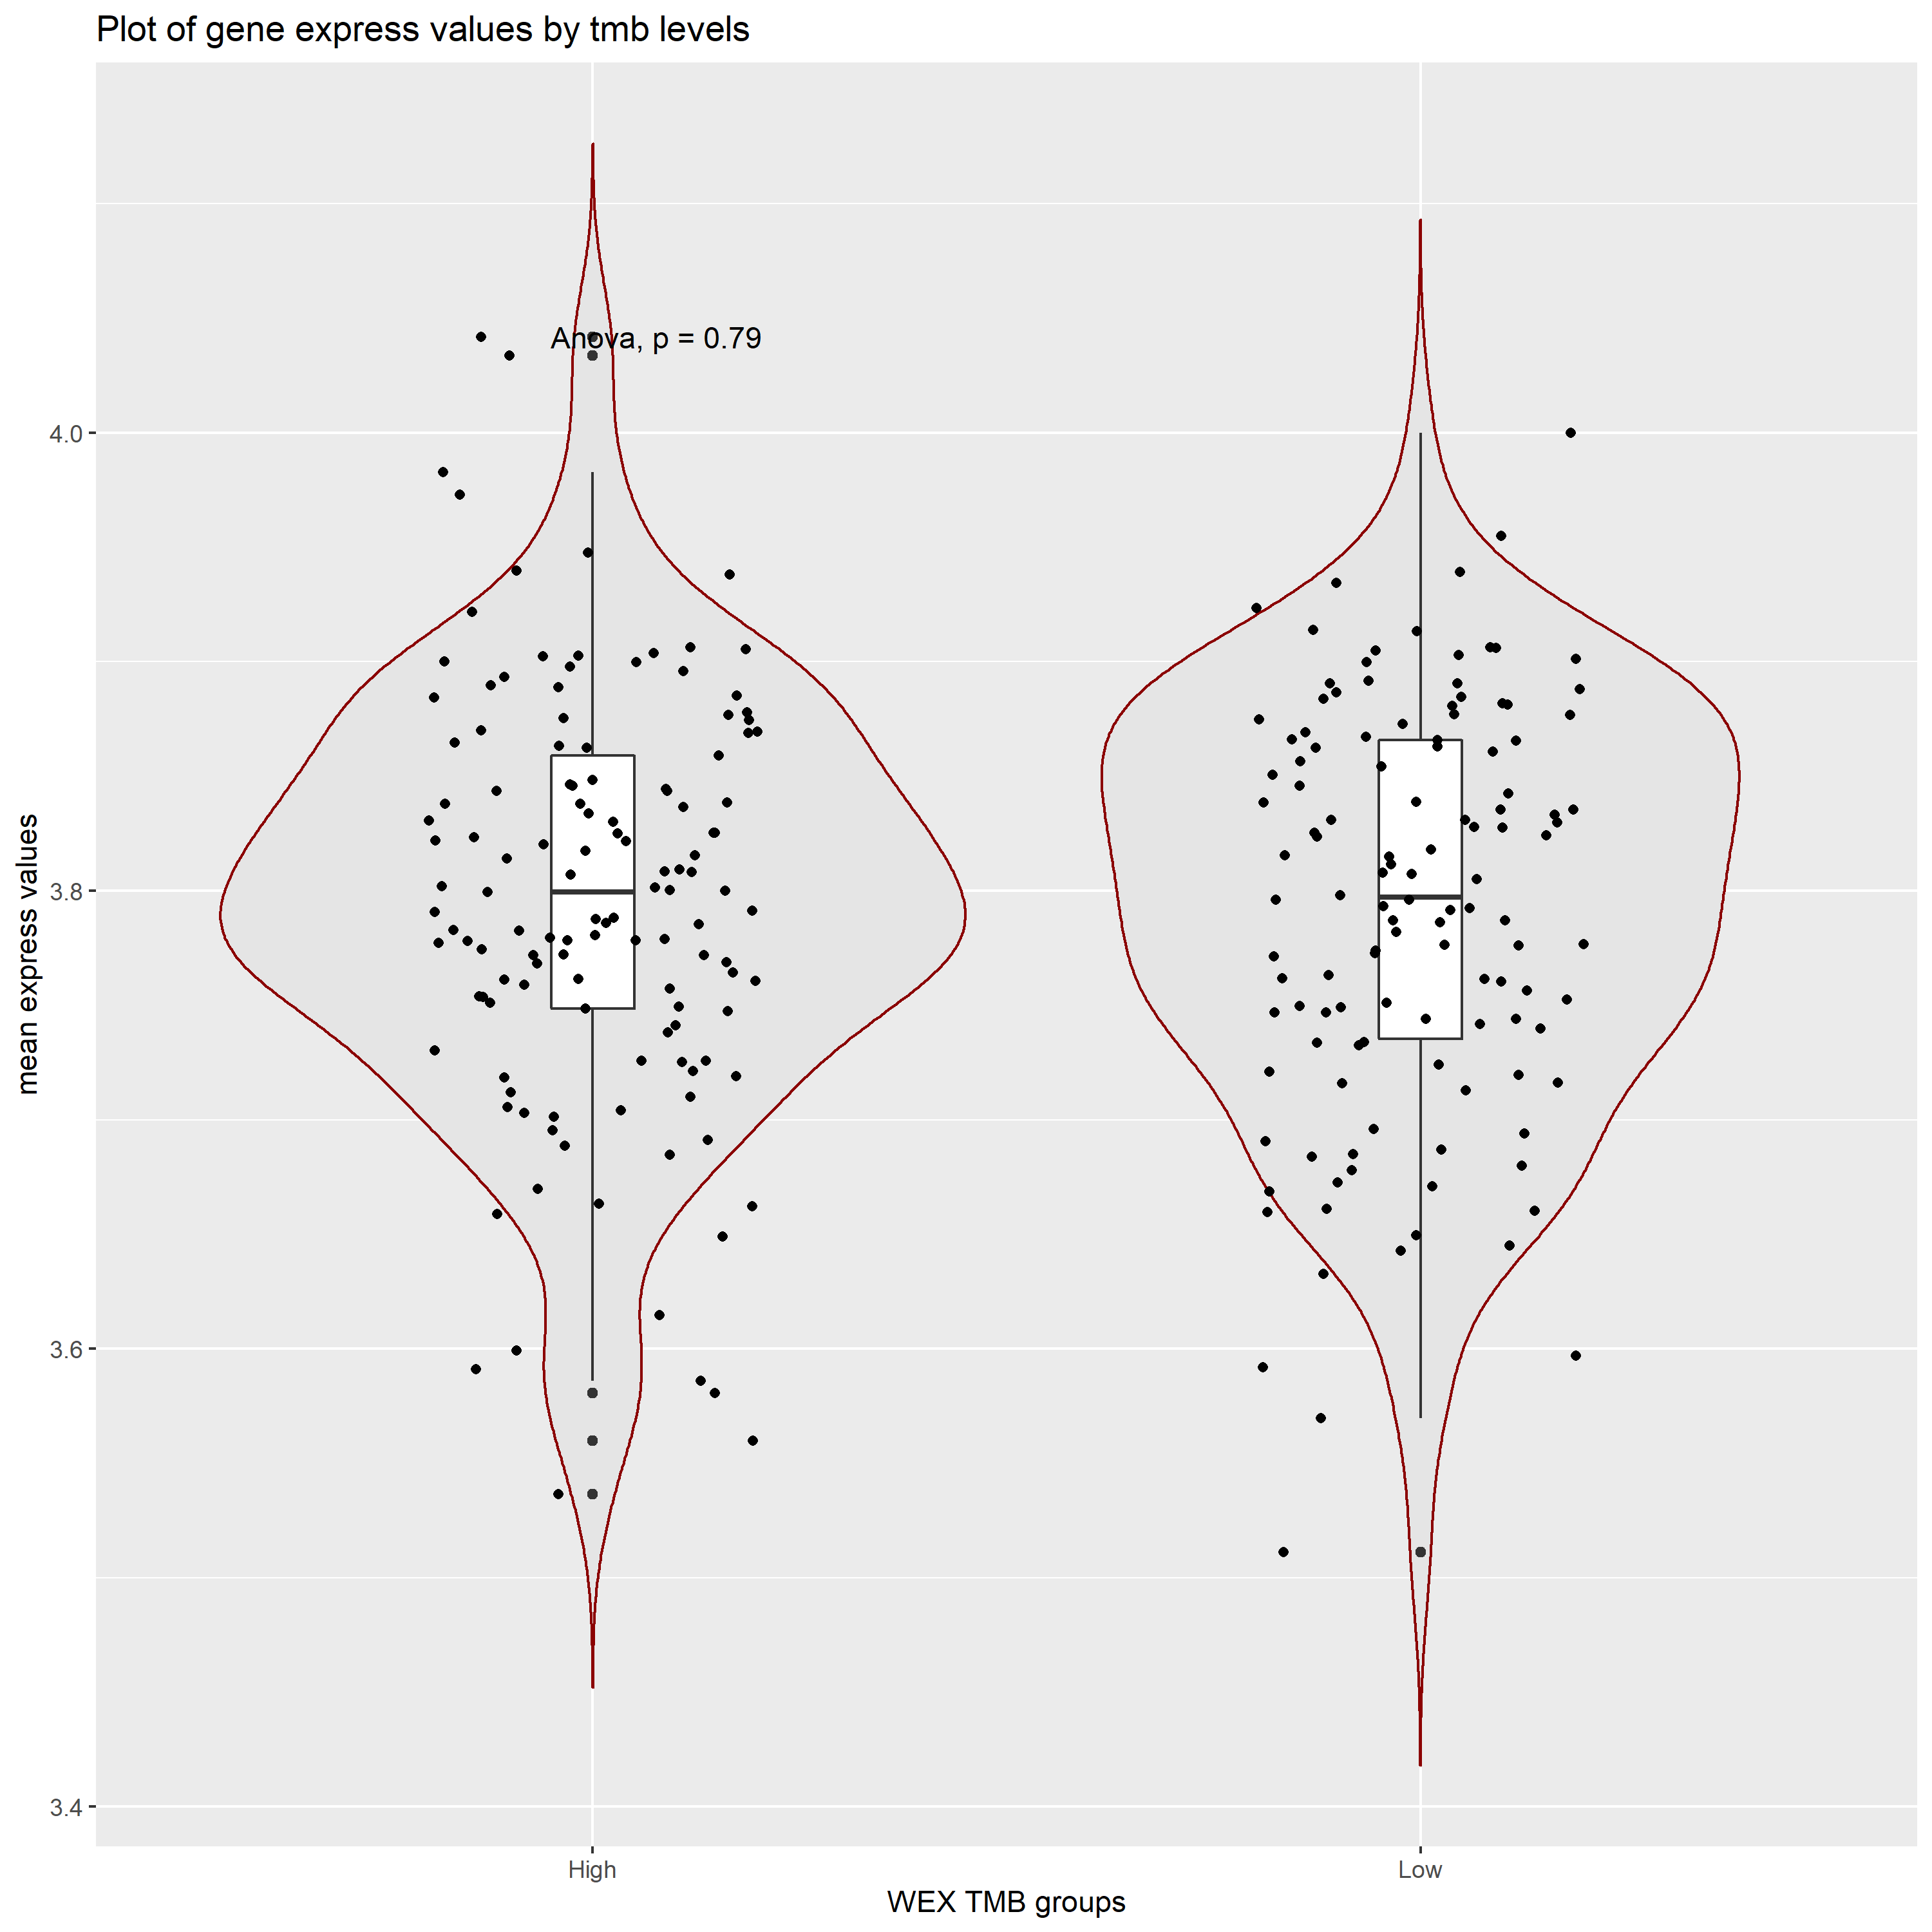 Plot of gene express values by tmb levels
Anova, p = 0.79
4.0
3.8
3.6
3.4
mean express values
High
Low
WEX TMB groups